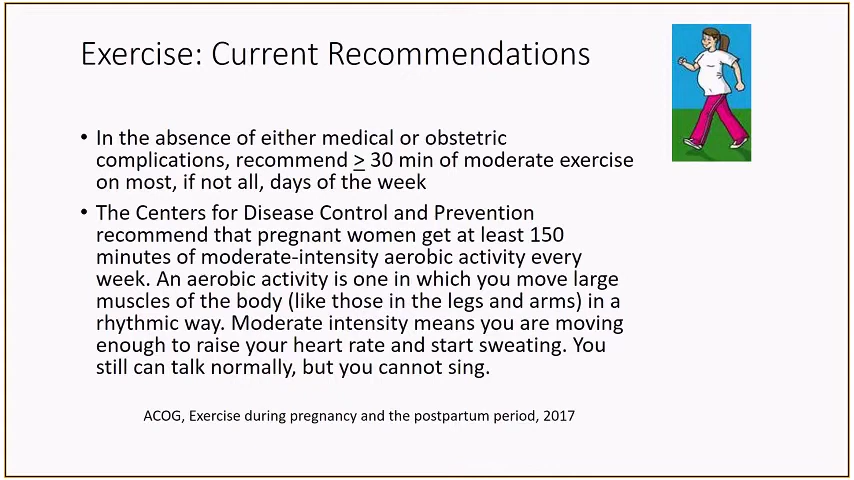 Exercise: Current Recommendations
• In the absence of either medical or obstetric
complications, recommend > 30 min of moderate exercise
on most, if not all, days of the week
• The Centers for Disease Control and Prevention
recommend that pregnant women get at least 150
minutes of moderate-intensity aerobic activity every
week. An aerobic activity is one in which you move large
muscles of the body (like those in the legs and arms) in a
rhythmic way. Moderate intensity means you are moving
enough to raise your heart rate and start sweating. You
still can talk normally, but you cannot sing.
ACOG, Exercise during pregnancy and the postpartum period, 2017